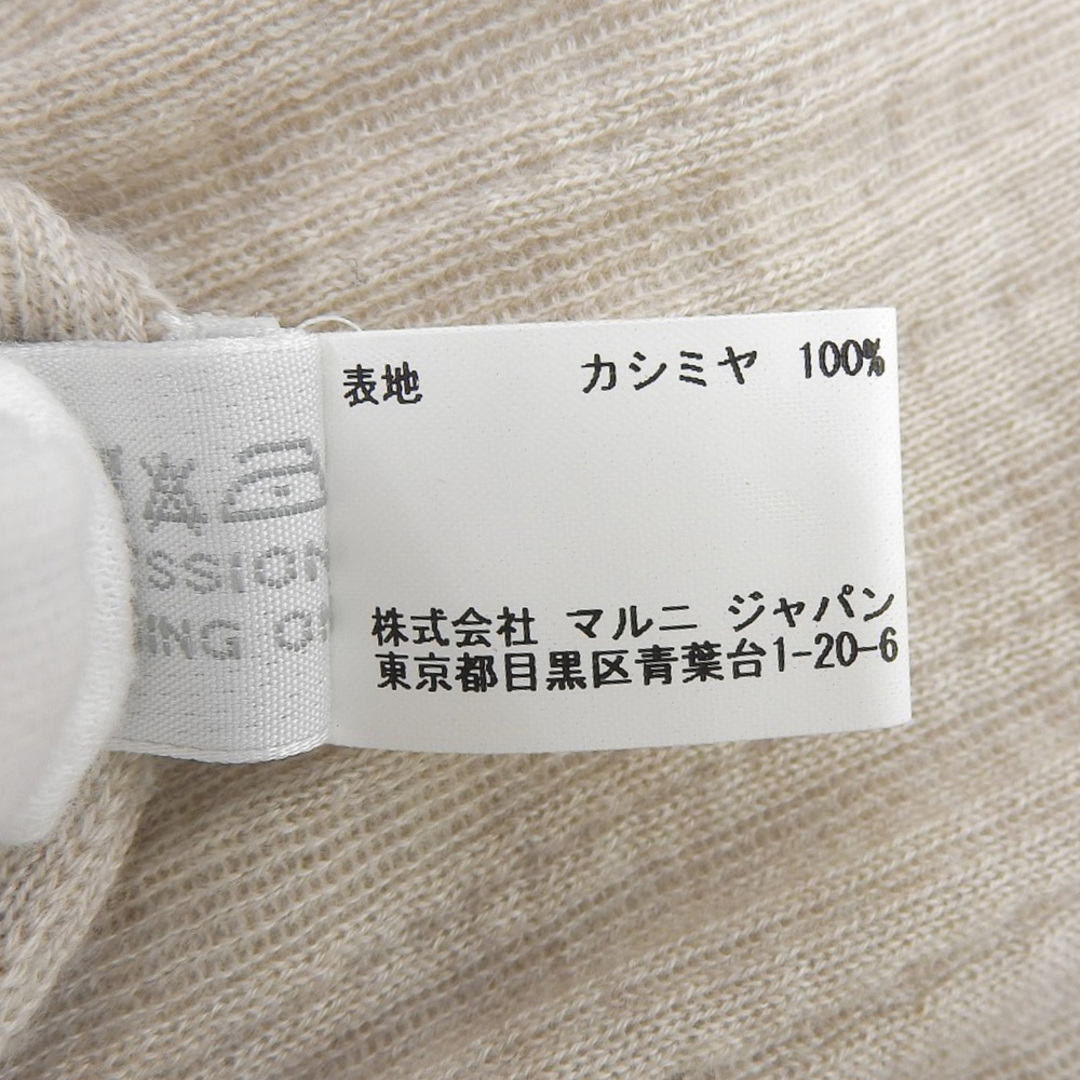 表地 カシミヤ 100%
株式会社 マルニ ジャパン
東京都目黒区青葉台1-20-6